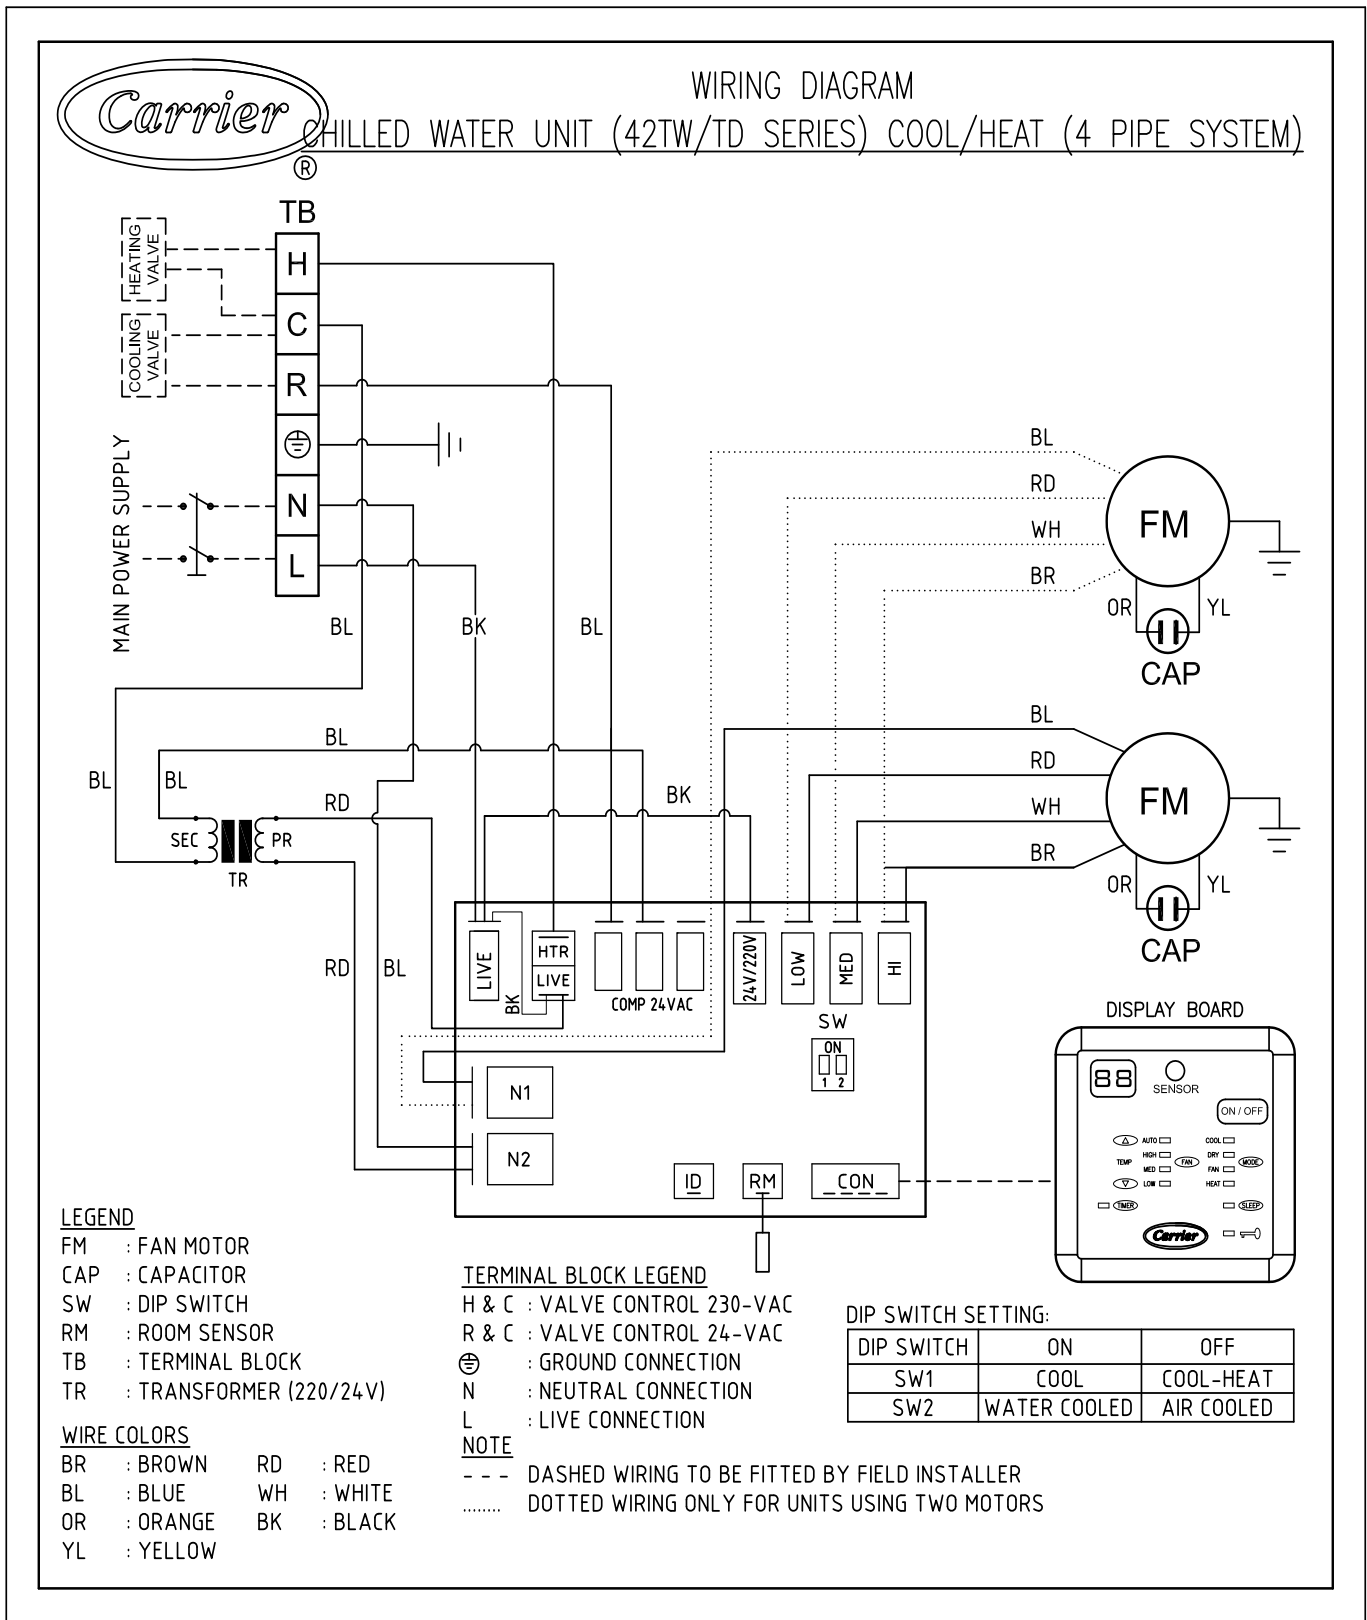 Carrier
®
WIRING DIAGRAM
CHILLED WATER UNIT (42TW/TD SERIES) COOL/HEAT (4 PIPE SYSTEM)
TB
HEATING VALVE
COOLING VALVE
H
C
R
N
L
MAIN POWER SUPPLY
BL
BK
BL
BL
RD
WH
BR
FM
OR
YL
CAP
BL
RD
WH
BR
FM
OR
YL
CAP
BL
BL
BL
RD
BK
SEC
PR
TR
RD
BL
LIVE
BK
HTR
LIVE
COMP 24VAC
24V/220V
LOW
MED
HI
SW
ON
1 2
N1
N2
ID
RM
CON
DISPLAY BOARD
88
SENSOR
ON / OFF
AUTO
COOL
HIGH
DRY
TEMP
FAN
MODE
MED
FAN
LOW
HEAT
TIMER
SLEEP
Carrier
LEGEND
FM : FAN MOTOR
CAP : CAPACITOR
SW : DIP SWITCH
RM : ROOM SENSOR
TB : TERMINAL BLOCK
TR : TRANSFORMER (220/24V)
WIRE COLORS
BR : BROWN RD : RED
BL : BLUE WH : WHITE
OR : ORANGE BK : BLACK
YL : YELLOW
TERMINAL BLOCK LEGEND
H & C : VALVE CONTROL 230-VAC
R & C : VALVE CONTROL 24-VAC
: GROUND CONNECTION
N : NEUTRAL CONNECTION
L : LIVE CONNECTION
NOTE
- - - DASHED WIRING TO BE FITTED BY FIELD INSTALLER
........ DOTTED WIRING ONLY FOR UNITS USING TWO MOTORS
DIP SWITCH SETTING:
DIP SWITCH ON OFF
SW1 COOL COOL-HEAT
SW2 WATER COOLED AIR COOLED